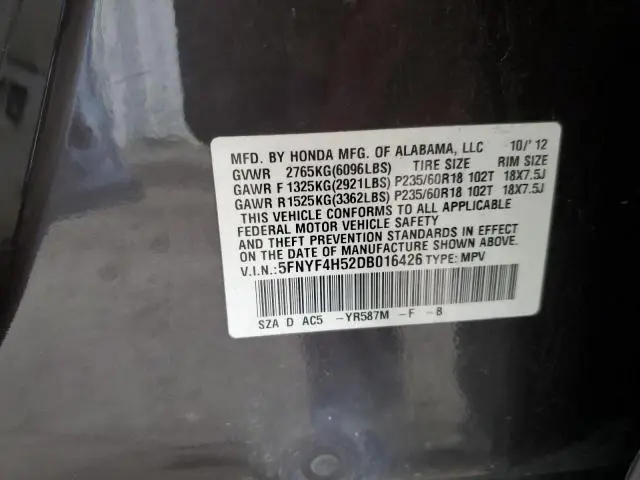 MFD. BY HONDA MFG. OF ALABAMA, LLC 10/'12
GVWR 2765KG(6096LBS) TIRE SIZE RIM SIZE
GAWR F 1325KG(2921LBS) P235/60R18 102T 18X7.5J
GAWR R 1525KG(3362LBS) P235/60R18 102T 18X7.5J
THIS VEHICLE CONFORMS TO ALL APPLICABLE
FEDERAL MOTOR VEHICLE SAFETY
AND THEFT PREVENTION STANDARDS IN EFFECT
ON THE DATE OF MANUFACTURE SHOWN ABOVE.
V.I.N.:5FNYF4H52DB016426 TYPE: MPV
SZA D AC5 -YR587M -F -B